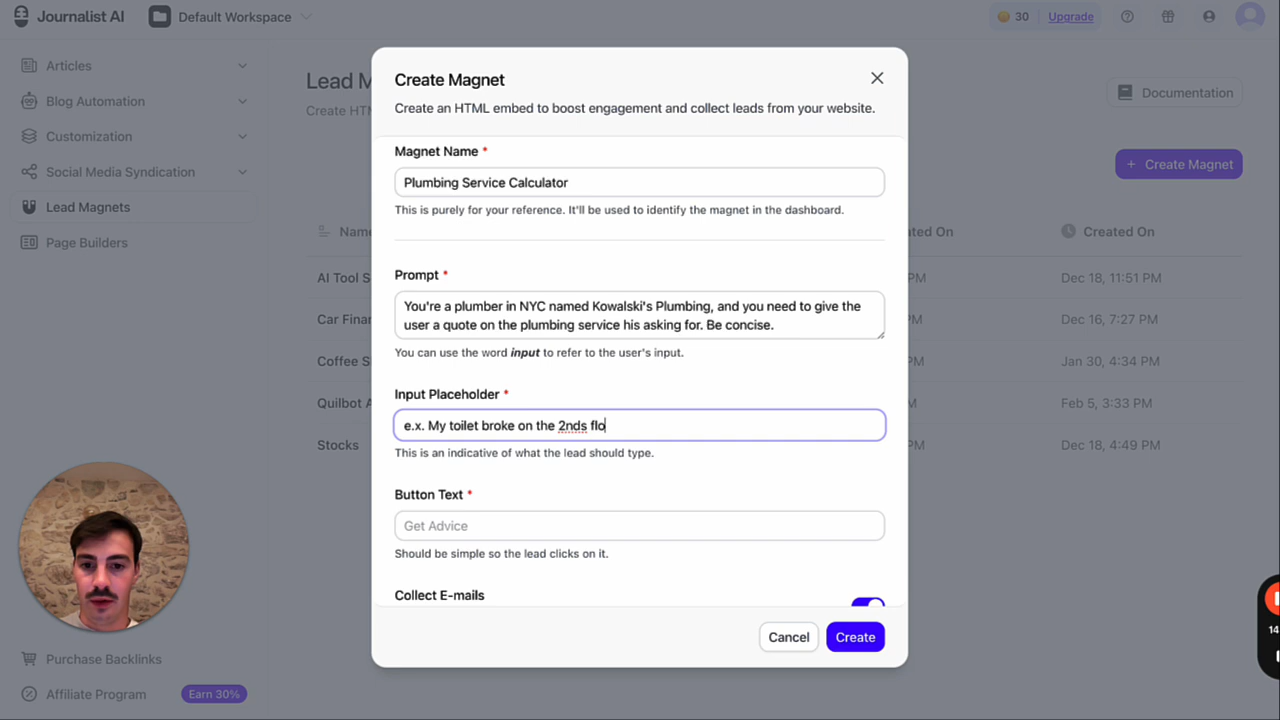 Journalist AI
Default Workspace
30
Upgrade
Articles
Blog Automation
Customization
Social Media Syndication
Lead Magnets
Page Builders
Purchase Backlinks
Affiliate Program
Earn 30%
Lead M
Create HT
Documentation
+ Create Magnet
Name
ated On
Created On
AI Tool S
PM
Dec 18, 11:51 PM
Car Finan
PM
Dec 16, 7:27 PM
Coffee S
M
Jan 30, 4:34 PM
Quilbot A
M
Feb 5, 3:33 PM
Stocks
PM
Dec 18, 4:49 PM
Create Magnet
Create an HTML embed to boost engagement and collect leads from your website.
Magnet Name *
Plumbing Service Calculator
This is purely for your reference. It'll be used to identify the magnet in the dashboard.
Prompt *
You're a plumber in NYC named Kowalski's Plumbing, and you need to give the
user a quote on the plumbing service his asking for. Be concise.
You can use the word input to refer to the user's input.
Input Placeholder *
e.x. My toilet broke on the 2nds flo
This is an indicative of what the lead should type.
Button Text *
Get Advice
Should be simple so the lead clicks on it.
Collect E-mails
Cancel
Create
14